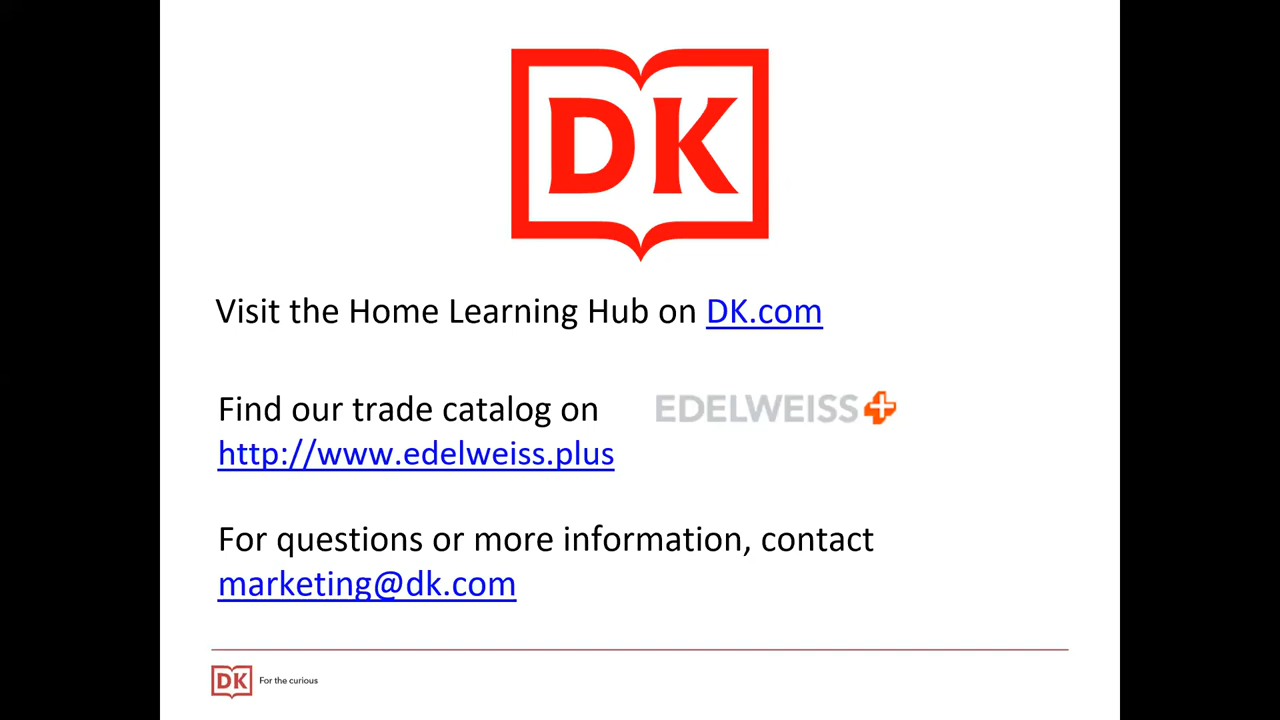 DK
Visit the Home Learning Hub on DK.com
Find our trade catalog on EDELWEISS+
http://www.edelweiss.plus
For questions or more information, contact
marketing@dk.com
DK For the curious